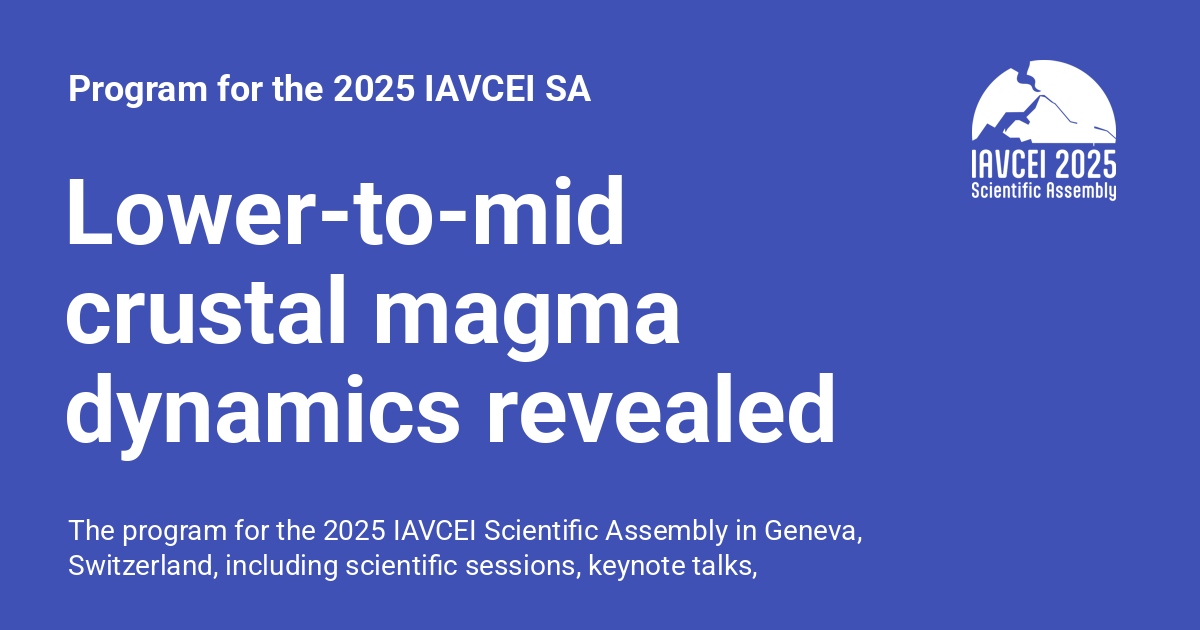 Program for the 2025 IAVCEI SA
IAVCEI 2025
Scientific Assembly
Lower-to-mid
crustal magma
dynamics revealed
The program for the 2025 IAVCEI Scientific Assembly in Geneva,
Switzerland, including scientific sessions, keynote talks,